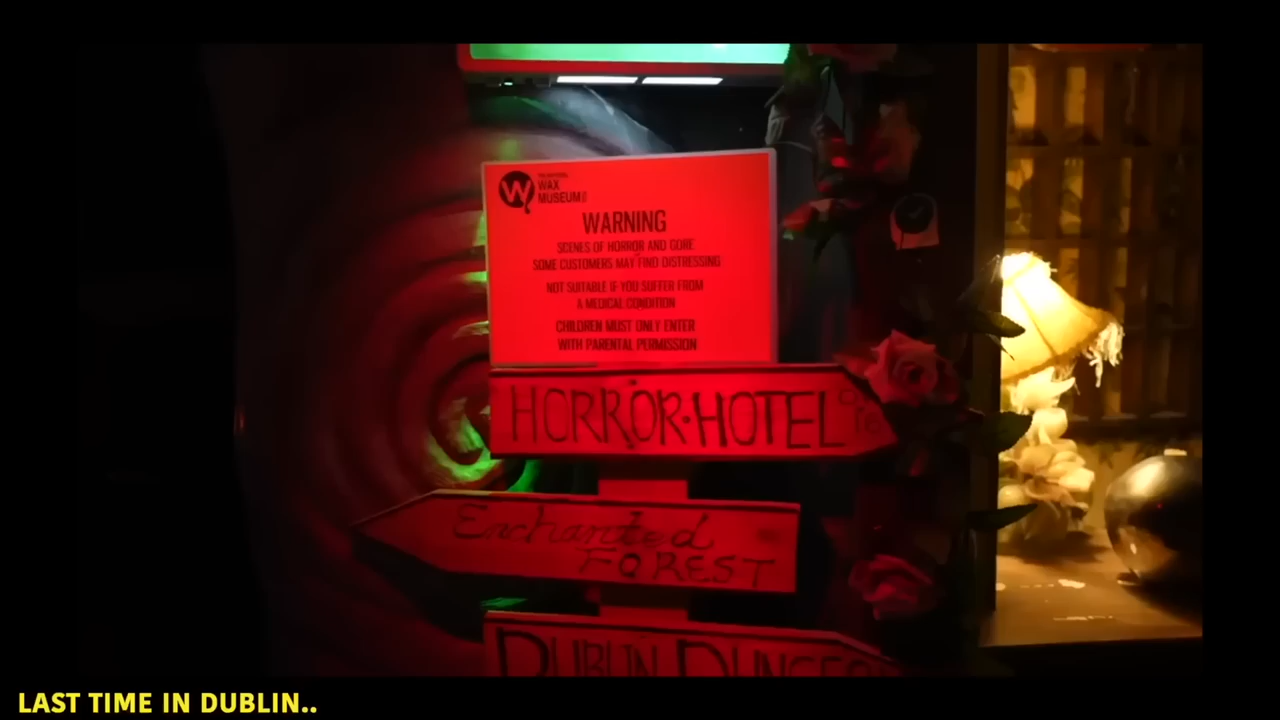 WAX
MUSEUM
WARNING
SCENES OF HORROR AND GORE
SOME CUSTOMERS MAY FIND DISTRESSING
NOT SUITABLE IF YOU SUFFER FROM
A MEDICAL CONDITION
CHILDREN MUST ONLY ENTER
WITH PARENTAL PERMISSION
HORROR·HOTEL
Enchanted
FOREST
DUBLIN
LAST TIME IN DUBLIN..